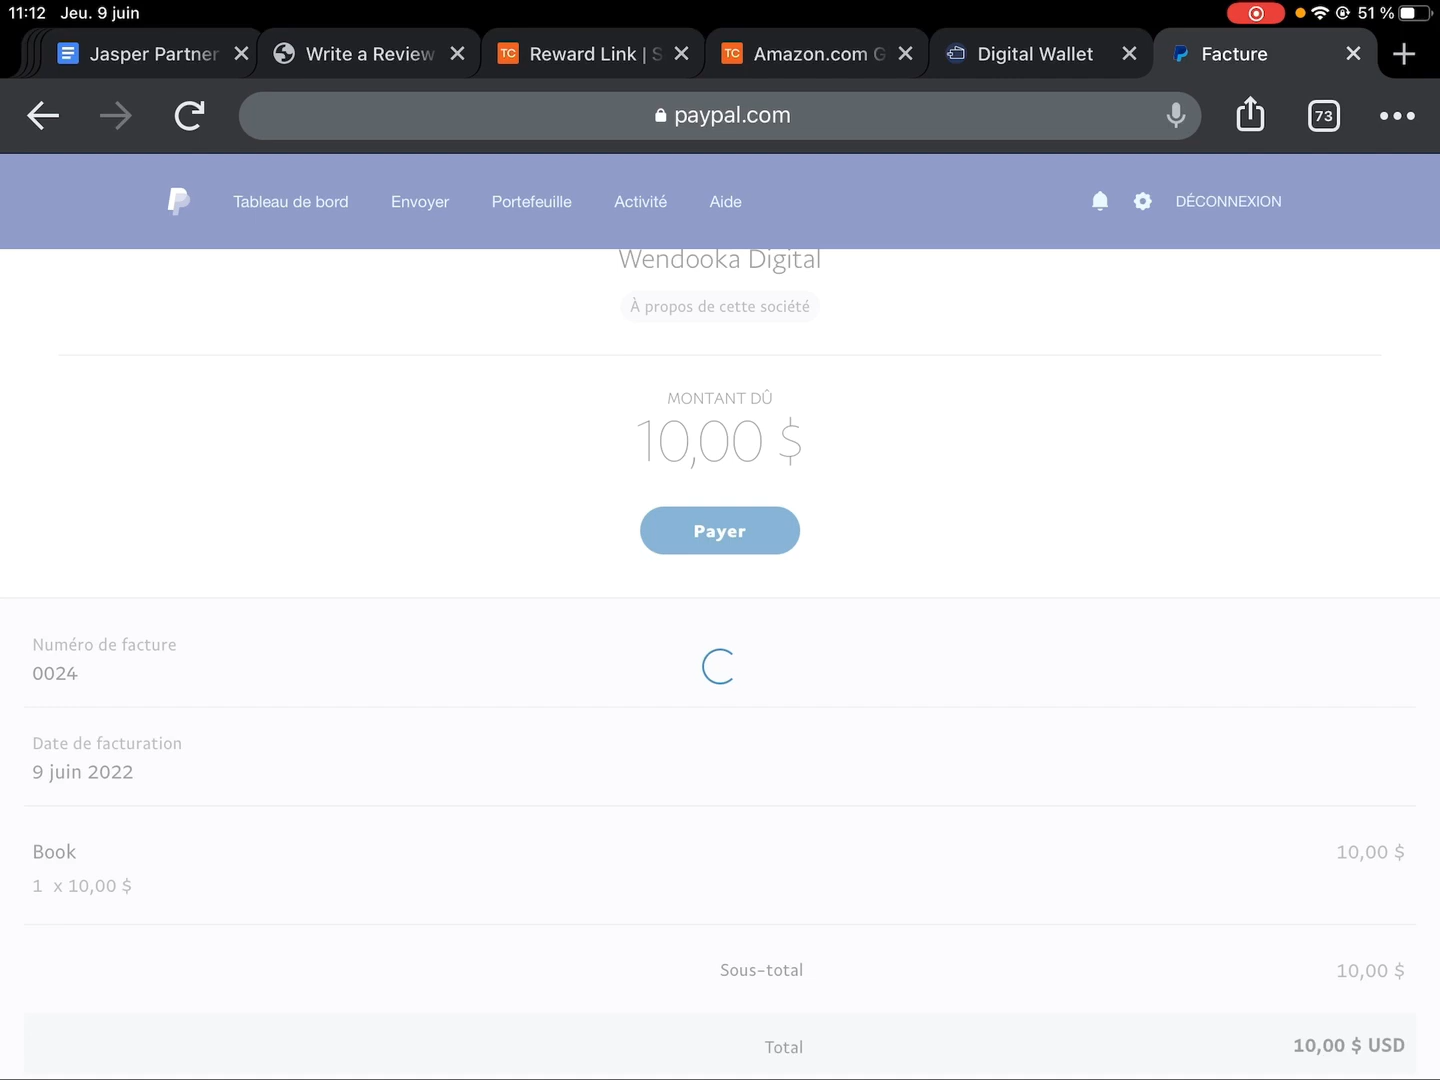 11:12 Jeu. 9 juin 51 %
Jasper Partner
Write a Review
TC Reward Link | S
TC Amazon.com G
Digital Wallet
Facture
paypal.com
73
Tableau de bord
Envoyer
Portefeuille
Activité
Aide
DÉCONNEXION
Wendooka Digital
À propos de cette société
MONTANT DÛ
10,00 $
Payer
Numéro de facture
0024
Date de facturation
9 juin 2022
Book 10,00 $
1 x 10,00 $
Sous-total 10,00 $
Total 10,00 $ USD